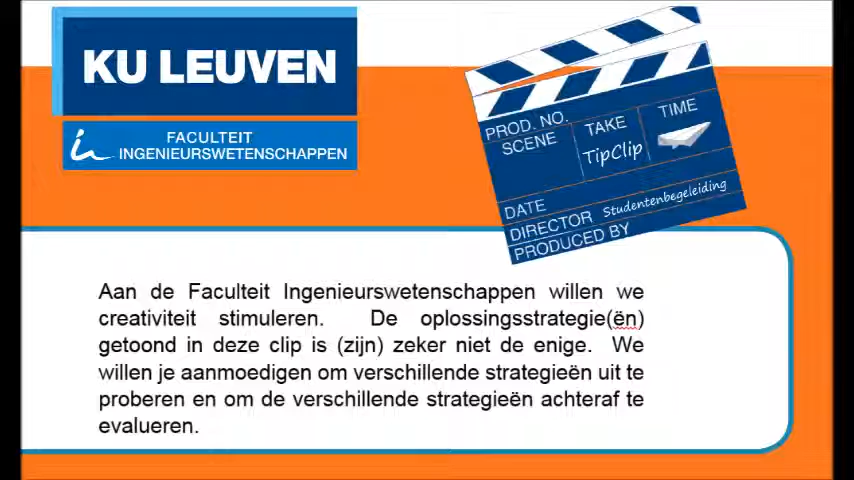 KU LEUVEN
FACULTEIT
INGENIEURSWETENSCHAPPEN
PROD. NO.
SCENE
TAKE
TipClip
TIME
DATE
DIRECTOR Studentenbegeleiding
PRODUCED BY
Aan de Faculteit Ingenieurswetenschappen willen we
creativiteit stimuleren. De oplossingsstrategie(ën)
getoond in deze clip is (zijn) zeker niet de enige. We
willen je aanmoedigen om verschillende strategieën uit te
proberen en om de verschillende strategieën achteraf te
evalueren.